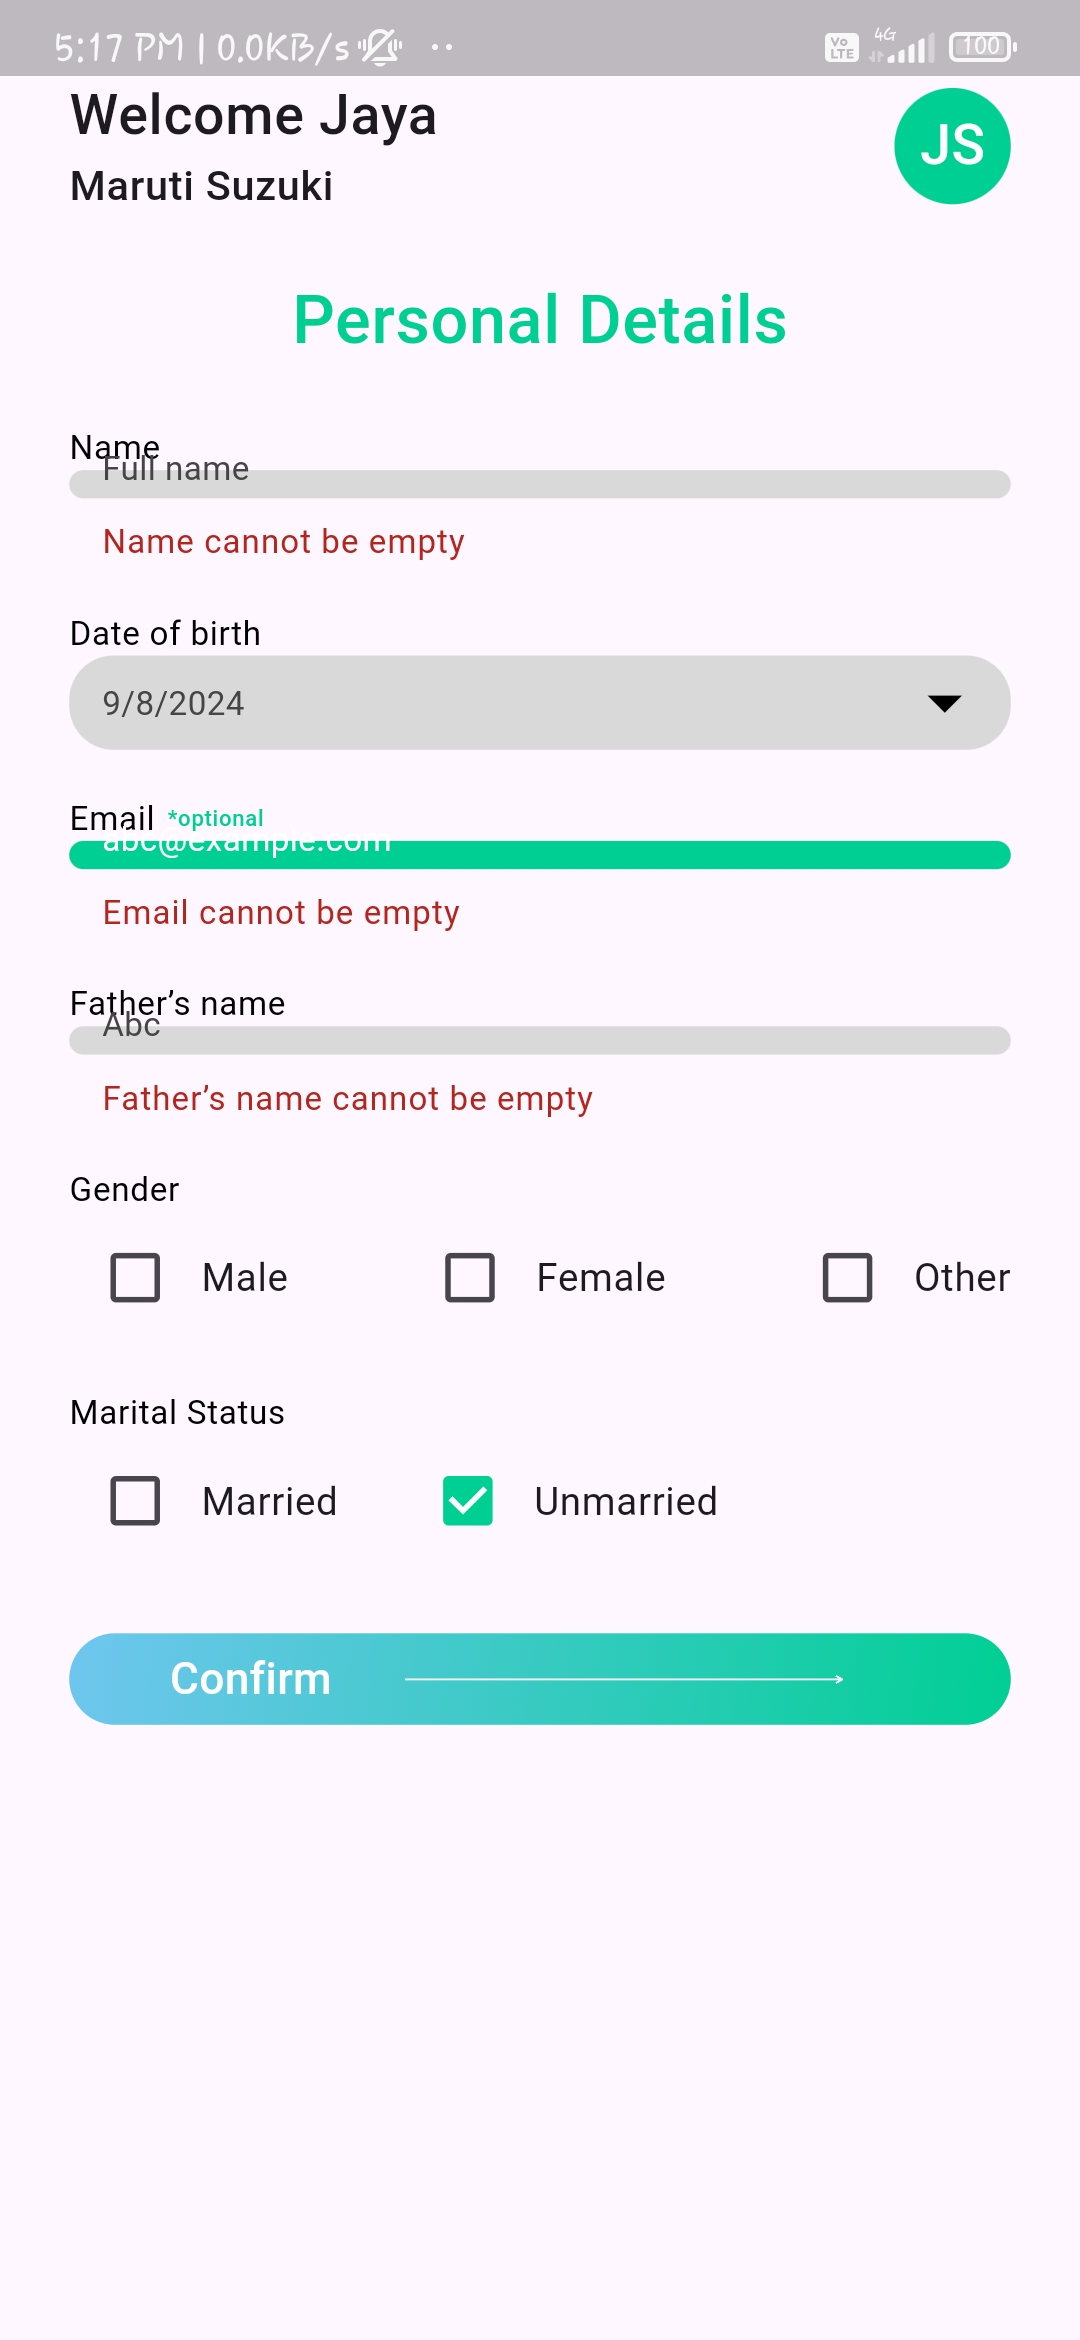 5:17 PM | 0.0KB/s
Vo LTE 4G 100
Welcome Jaya
JS
Maruti Suzuki
Personal Details
Name
Full name
Name cannot be empty
Date of birth
9/8/2024
Email *optional
abc@example.com
Email cannot be empty
Father’s name
Abc
Father’s name cannot be empty
Gender
Male Female Other
Marital Status
Married Unmarried
Confirm